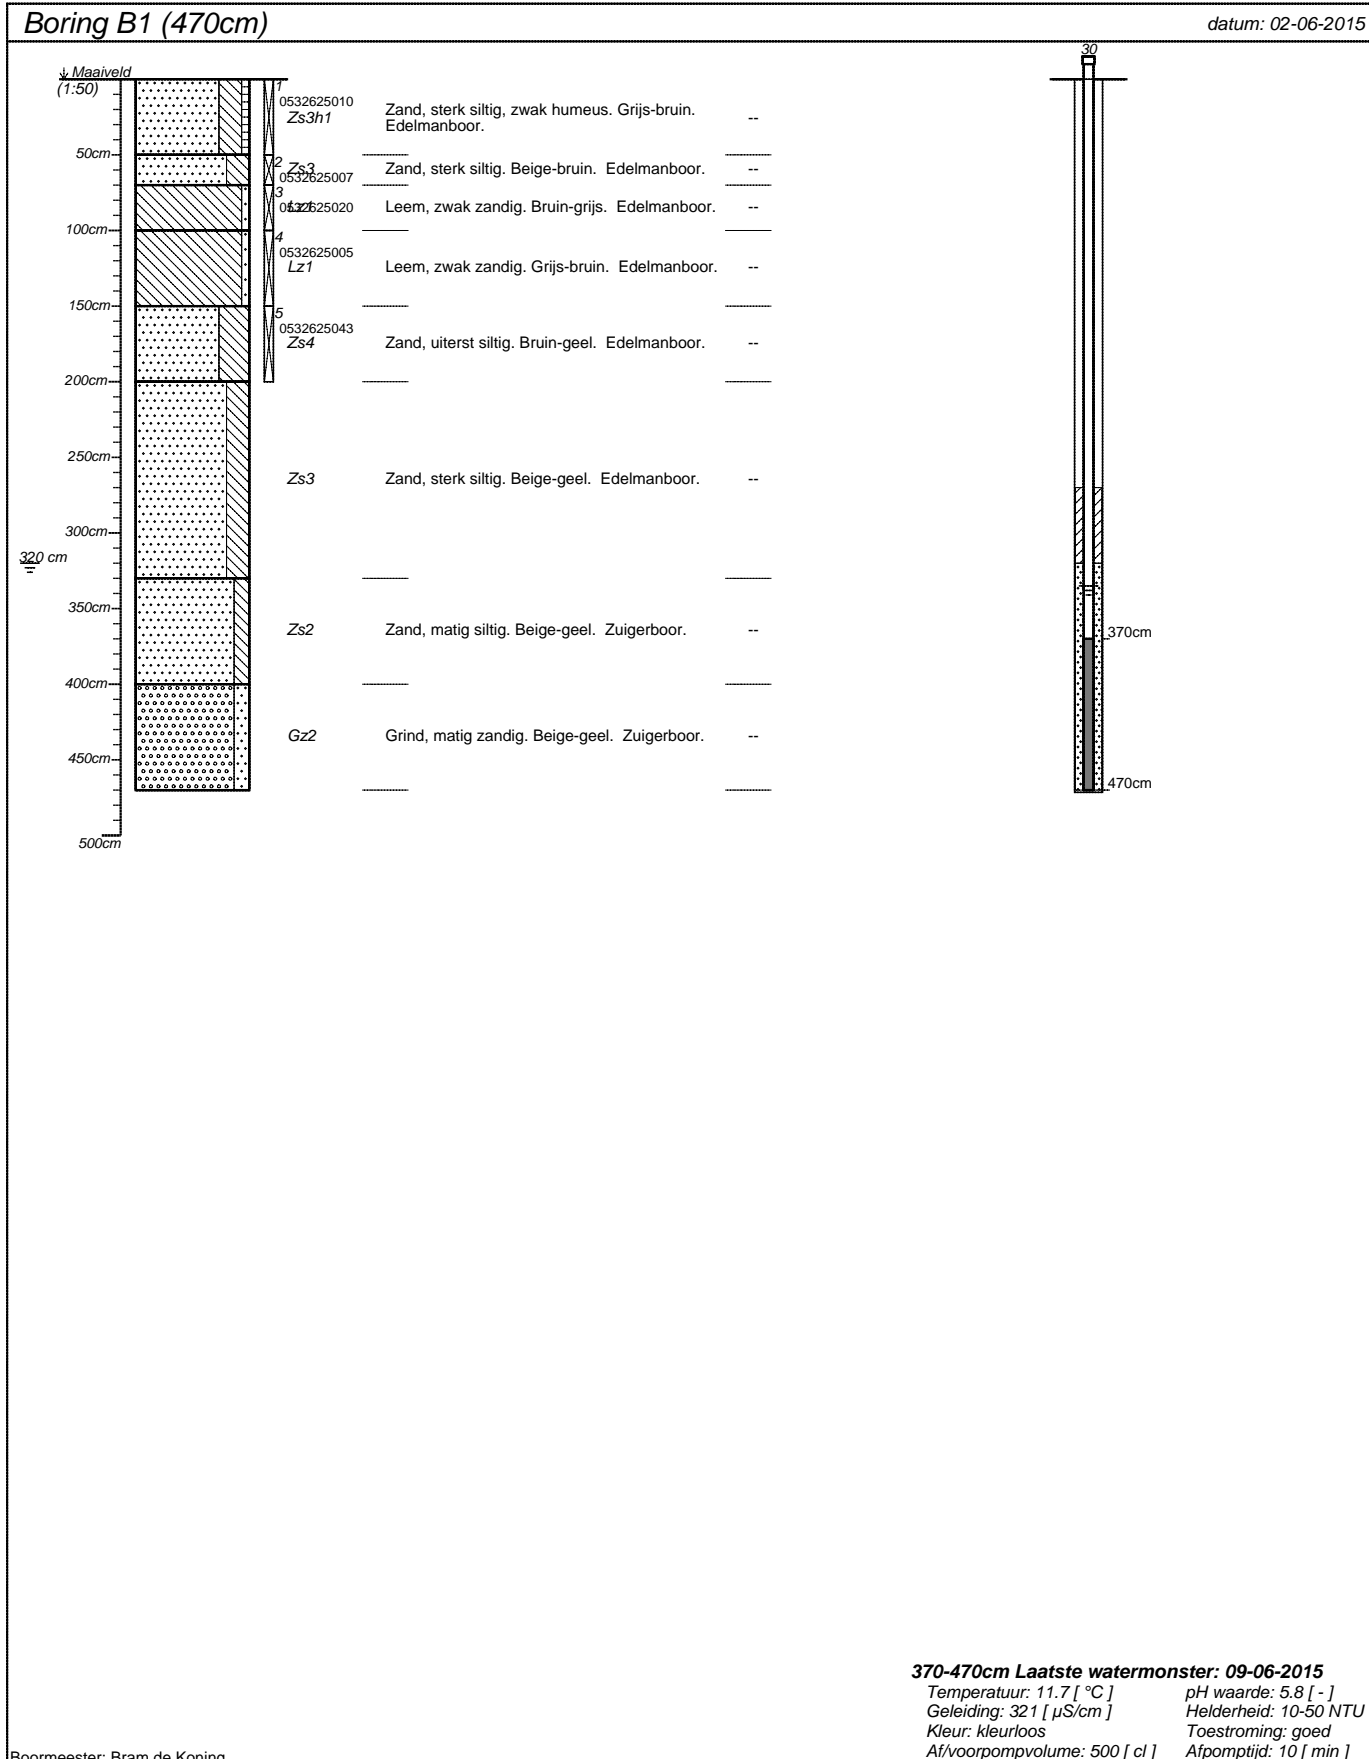 Boring B1 (470cm)
datum: 02-06-2015
30
Maaiveld
(1:50)
1
0532625010
Zs3h1
Zand, sterk siltig, zwak humeus. Grijs-bruin.
Edelmanboor.
--
50cm
2
Zs3
Zand, sterk siltig. Beige-bruin. Edelmanboor.
--
0532625007
3
0532625020
Lz1
Leem, zwak zandig. Bruin-grijs. Edelmanboor.
--
100cm
4
0532625005
Lz1
Leem, zwak zandig. Grijs-bruin. Edelmanboor.
--
150cm
5
0532625043
Zs4
Zand, uiterst siltig. Bruin-geel. Edelmanboor.
--
200cm
250cm
Zs3
Zand, sterk siltig. Beige-geel. Edelmanboor.
--
300cm
320 cm
350cm
Zs2
Zand, matig siltig. Beige-geel. Zuigerboor.
--
370cm
400cm
Gz2
Grind, matig zandig. Beige-geel. Zuigerboor.
--
450cm
470cm
500cm
370-470cm Laatste watermonster: 09-06-2015
Temperatuur: 11.7 [ °C ] pH waarde: 5.8 [ - ]
Geleiding: 321 [ µS/cm ] Helderheid: 10-50 NTU
Kleur: kleurloos Toestroming: goed
Af/voorpompvolume: 500 [ cl ] Afpomptijd: 10 [ min ]
Boormeester: Bram de Koning